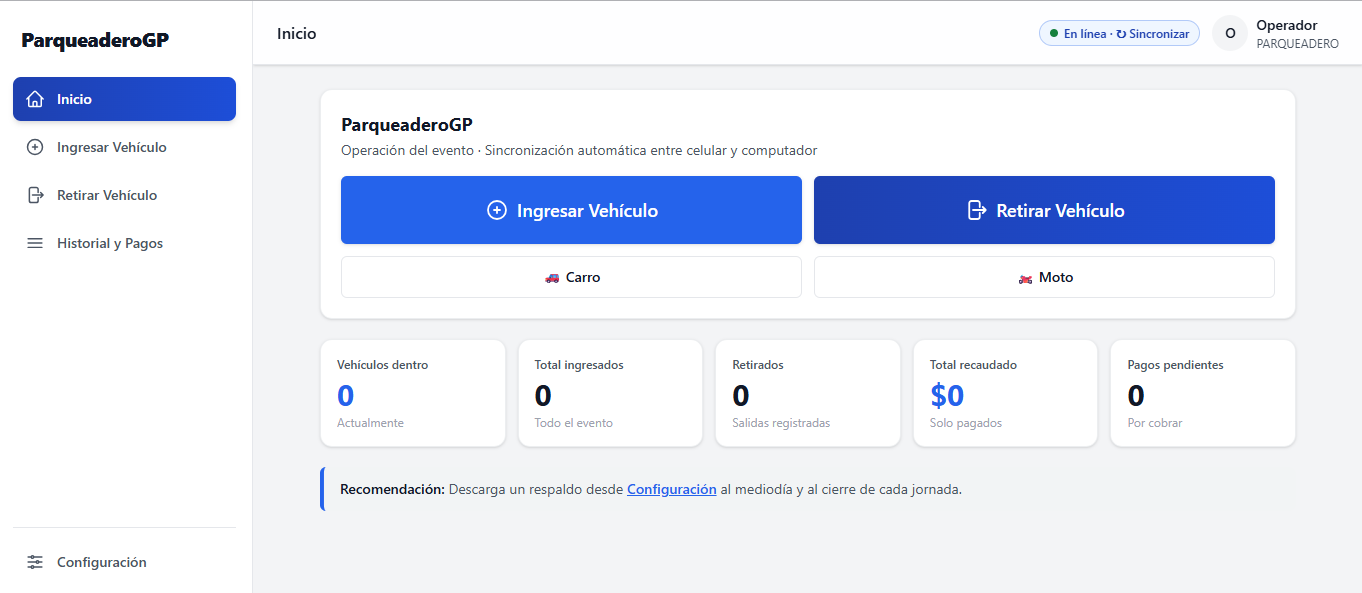 ParqueaderoGP
Inicio
Ingresar Vehículo
Retirar Vehículo
Historial y Pagos
Configuración
Inicio
En línea · ↻ Sincronizar
O
Operador
PARQUEADERO
ParqueaderoGP
Operación del evento · Sincronización automática entre celular y computador
Ingresar Vehículo
Retirar Vehículo
🚗 Carro
🏍️ Moto
Vehículos dentro
0
Actualmente
Total ingresados
0
Todo el evento
Retirados
0
Salidas registradas
Total recaudado
$0
Solo pagados
Pagos pendientes
0
Por cobrar
Recomendación: Descarga un respaldo desde Configuración al mediodía y al cierre de cada jornada.